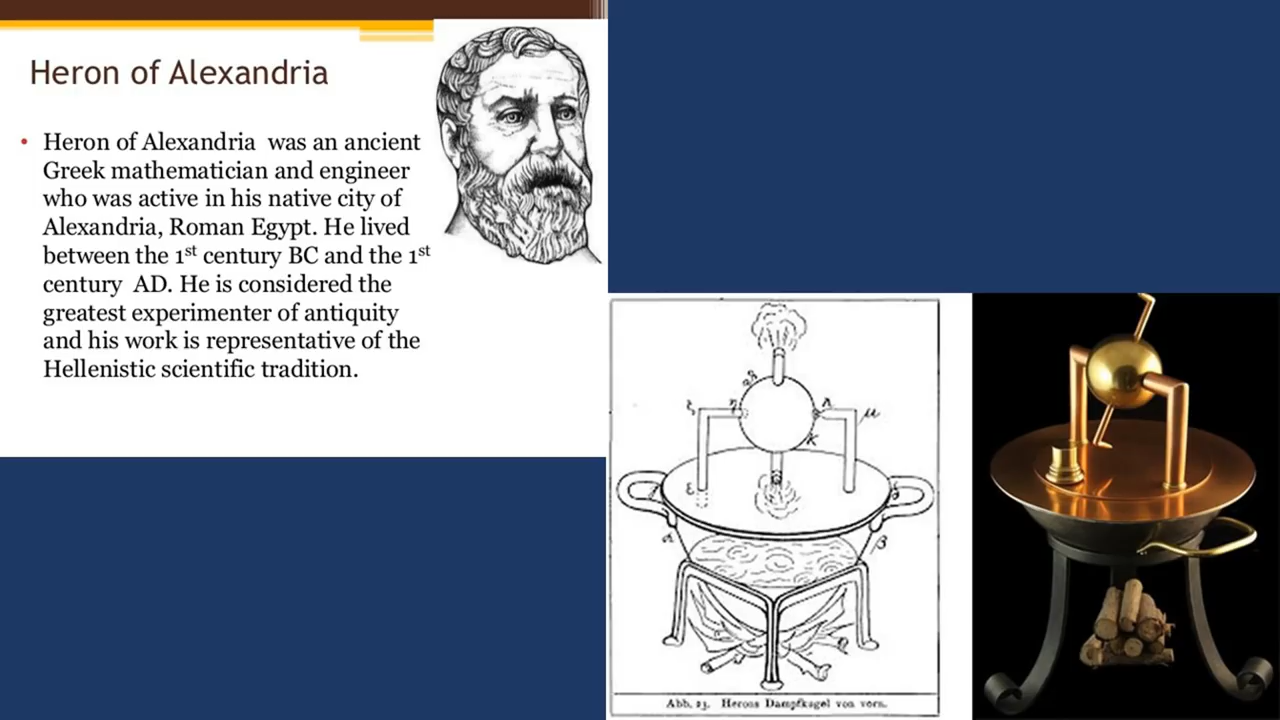 Heron of Alexandria
• Heron of Alexandria was an ancient
Greek mathematician and engineer
who was active in his native city of
Alexandria, Roman Egypt. He lived
between the 1st century BC and the 1st
century AD. He is considered the
greatest experimenter of antiquity
and his work is representative of the
Hellenistic scientific tradition.
ξ
η
λ
μ
κ
ε
α
β
Abb. 23. Herons Dampfkugel von vorn.